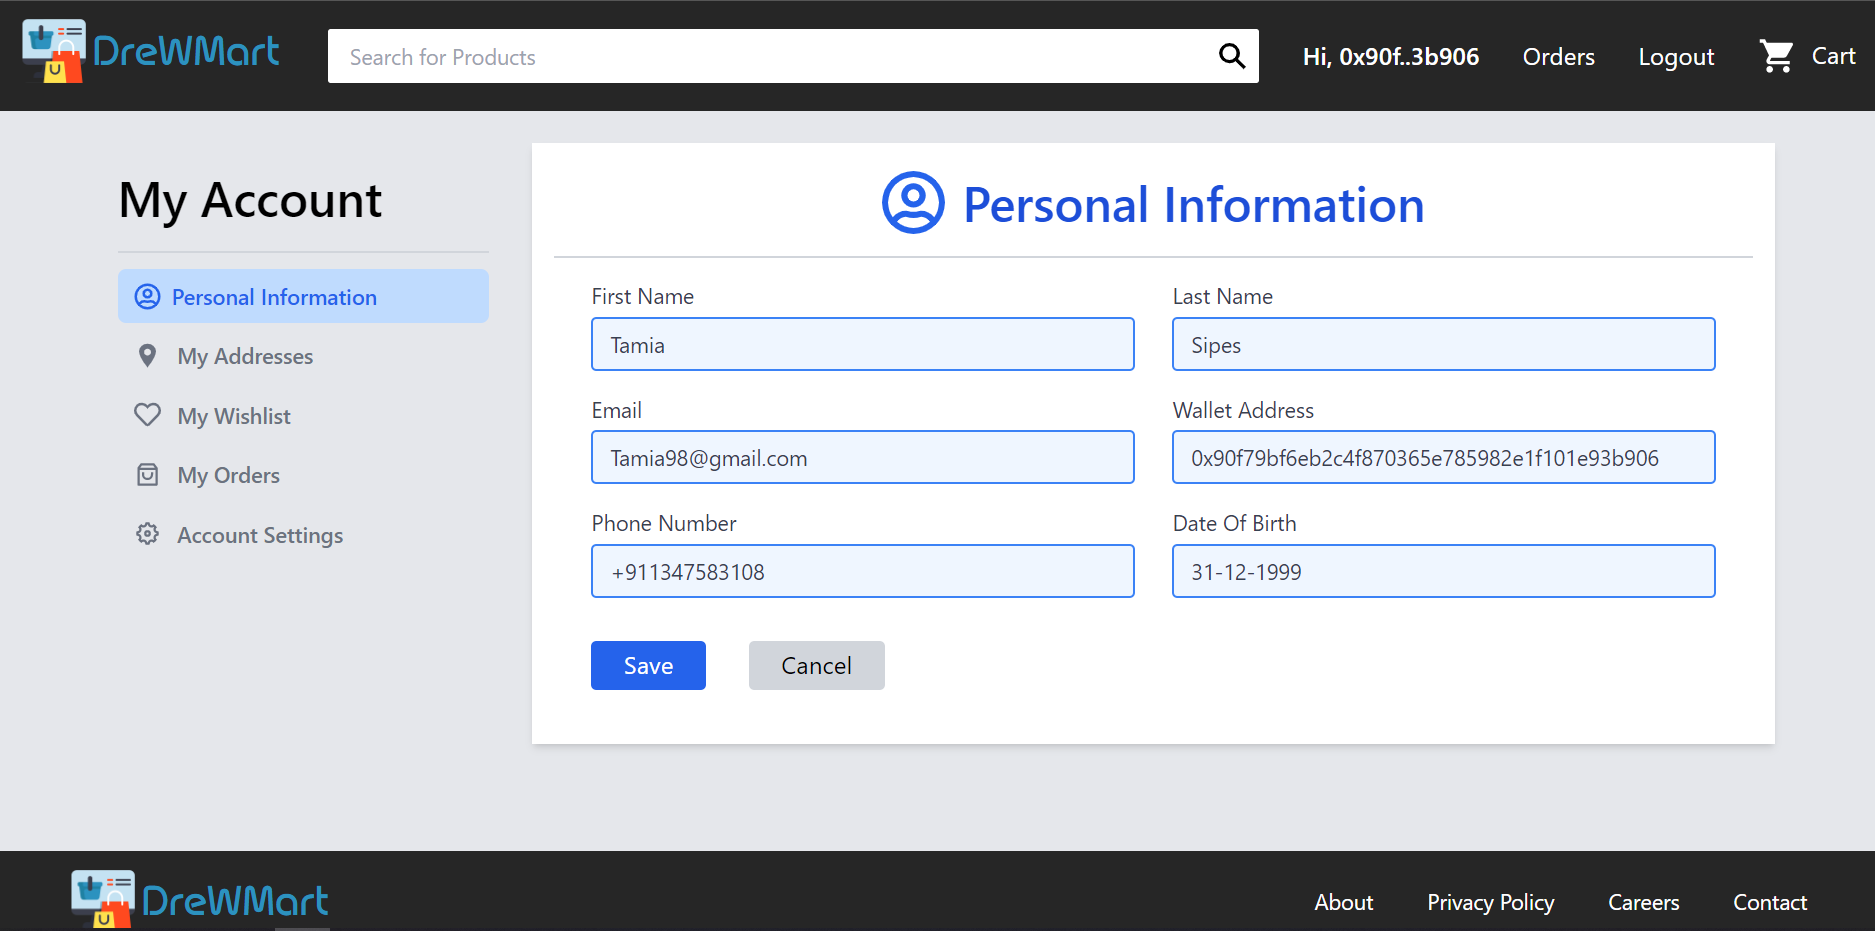 DreWMart
Search for Products
Hi, 0x90f..3b906
Orders
Logout
Cart
My Account
Personal Information
My Addresses
My Wishlist
My Orders
Account Settings
Personal Information
First Name
Tamia
Last Name
Sipes
Email
Tamia98@gmail.com
Wallet Address
0x90f79bf6eb2c4f870365e785982e1f101e93b906
Phone Number
+911347583108
Date Of Birth
31-12-1999
Save
Cancel
DreWMart
About
Privacy Policy
Careers
Contact